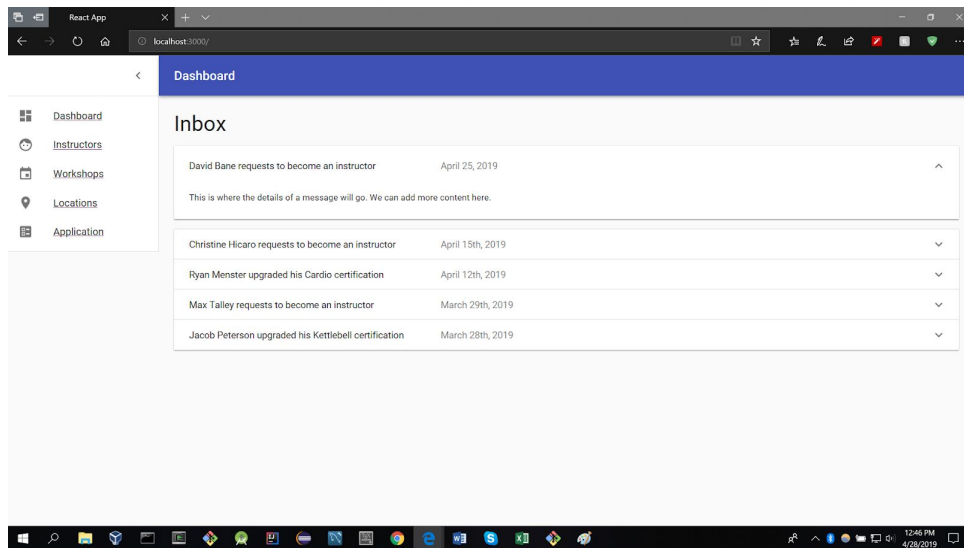 React App
localhost:3000/
Dashboard
Dashboard
Instructors
Workshops
Locations
Application
Inbox
David Bane requests to become an instructor April 25, 2019
This is where the details of a message will go. We can add more content here.
Christine Hicaro requests to become an instructor April 15th, 2019
Ryan Menster upgraded his Cardio certification April 12th, 2019
Max Talley requests to become an instructor March 29th, 2019
Jacob Peterson upgraded his Kettlebell certification March 28th, 2019
12:46 PM
4/28/2019